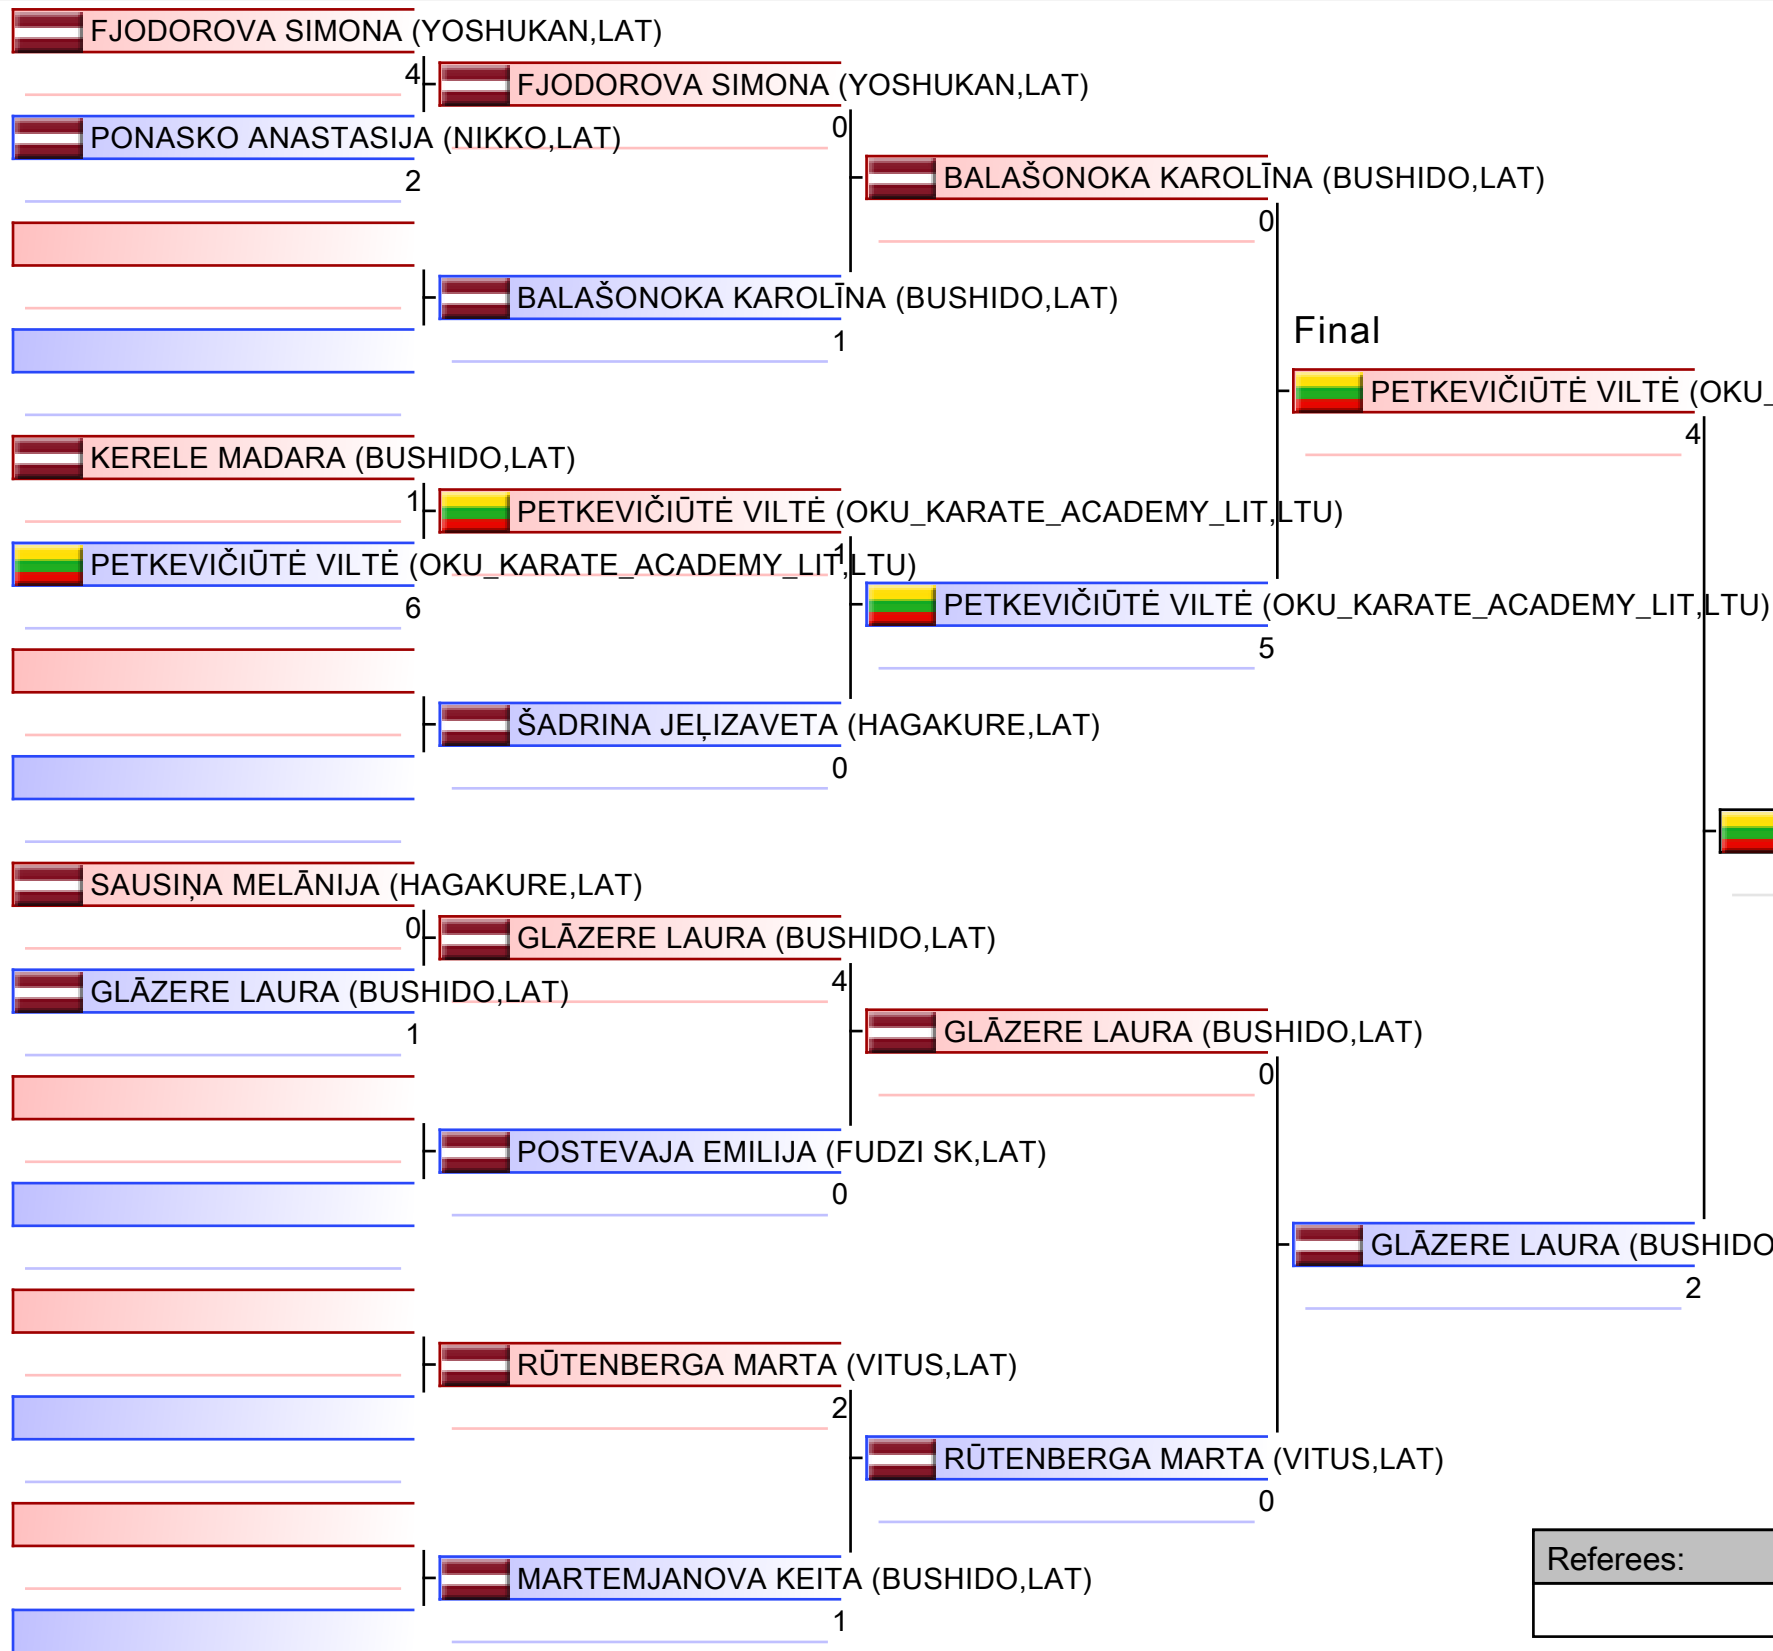 FJODOROVA SIMONA (YOSHUKAN,LAT)
4
FJODOROVA SIMONA (YOSHUKAN,LAT)
0
PONASKO ANASTASIJA (NIKKO,LAT)
2
BALAŠONOKA KAROLĪNA (BUSHIDO,LAT)
0
BALAŠONOKA KAROLĪNA (BUSHIDO,LAT)
1
Final
PETKEVIČIŪTĖ VILTĖ (OKU_
4
KERELE MADARA (BUSHIDO,LAT)
1
PETKEVIČIŪTĖ VILTĖ (OKU_KARATE_ACADEMY_LIT,LTU)
1
PETKEVIČIŪTĖ VILTĖ (OKU_KARATE_ACADEMY_LIT,LTU)
6
PETKEVIČIŪTĖ VILTĖ (OKU_KARATE_ACADEMY_LIT,LTU)
5
ŠADRINA JEĻIZAVETA (HAGAKURE,LAT)
0
SAUSIŅA MELĀNIJA (HAGAKURE,LAT)
0
GLĀZERE LAURA (BUSHIDO,LAT)
4
GLĀZERE LAURA (BUSHIDO,LAT)
1
GLĀZERE LAURA (BUSHIDO,LAT)
0
POSTEVAJA EMILIJA (FUDZI SK,LAT)
0
GLĀZERE LAURA (BUSHIDO
2
RŪTENBERGA MARTA (VITUS,LAT)
2
RŪTENBERGA MARTA (VITUS,LAT)
0
MARTEMJANOVA KEITA (BUSHIDO,LAT)
1
Referees: